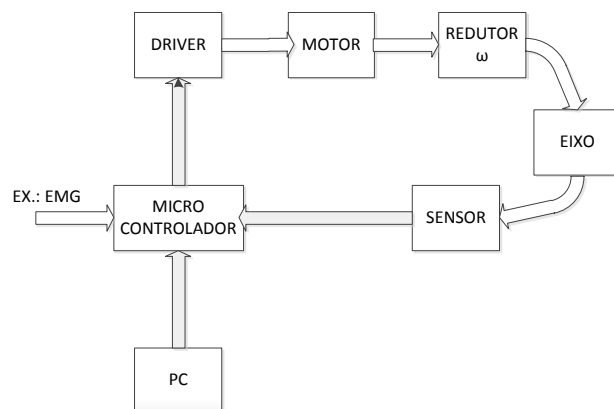 DRIVER
MOTOR
REDUTOR
ω
EIXO
EX.: EMG
MICRO
CONTROLADOR
SENSOR
PC